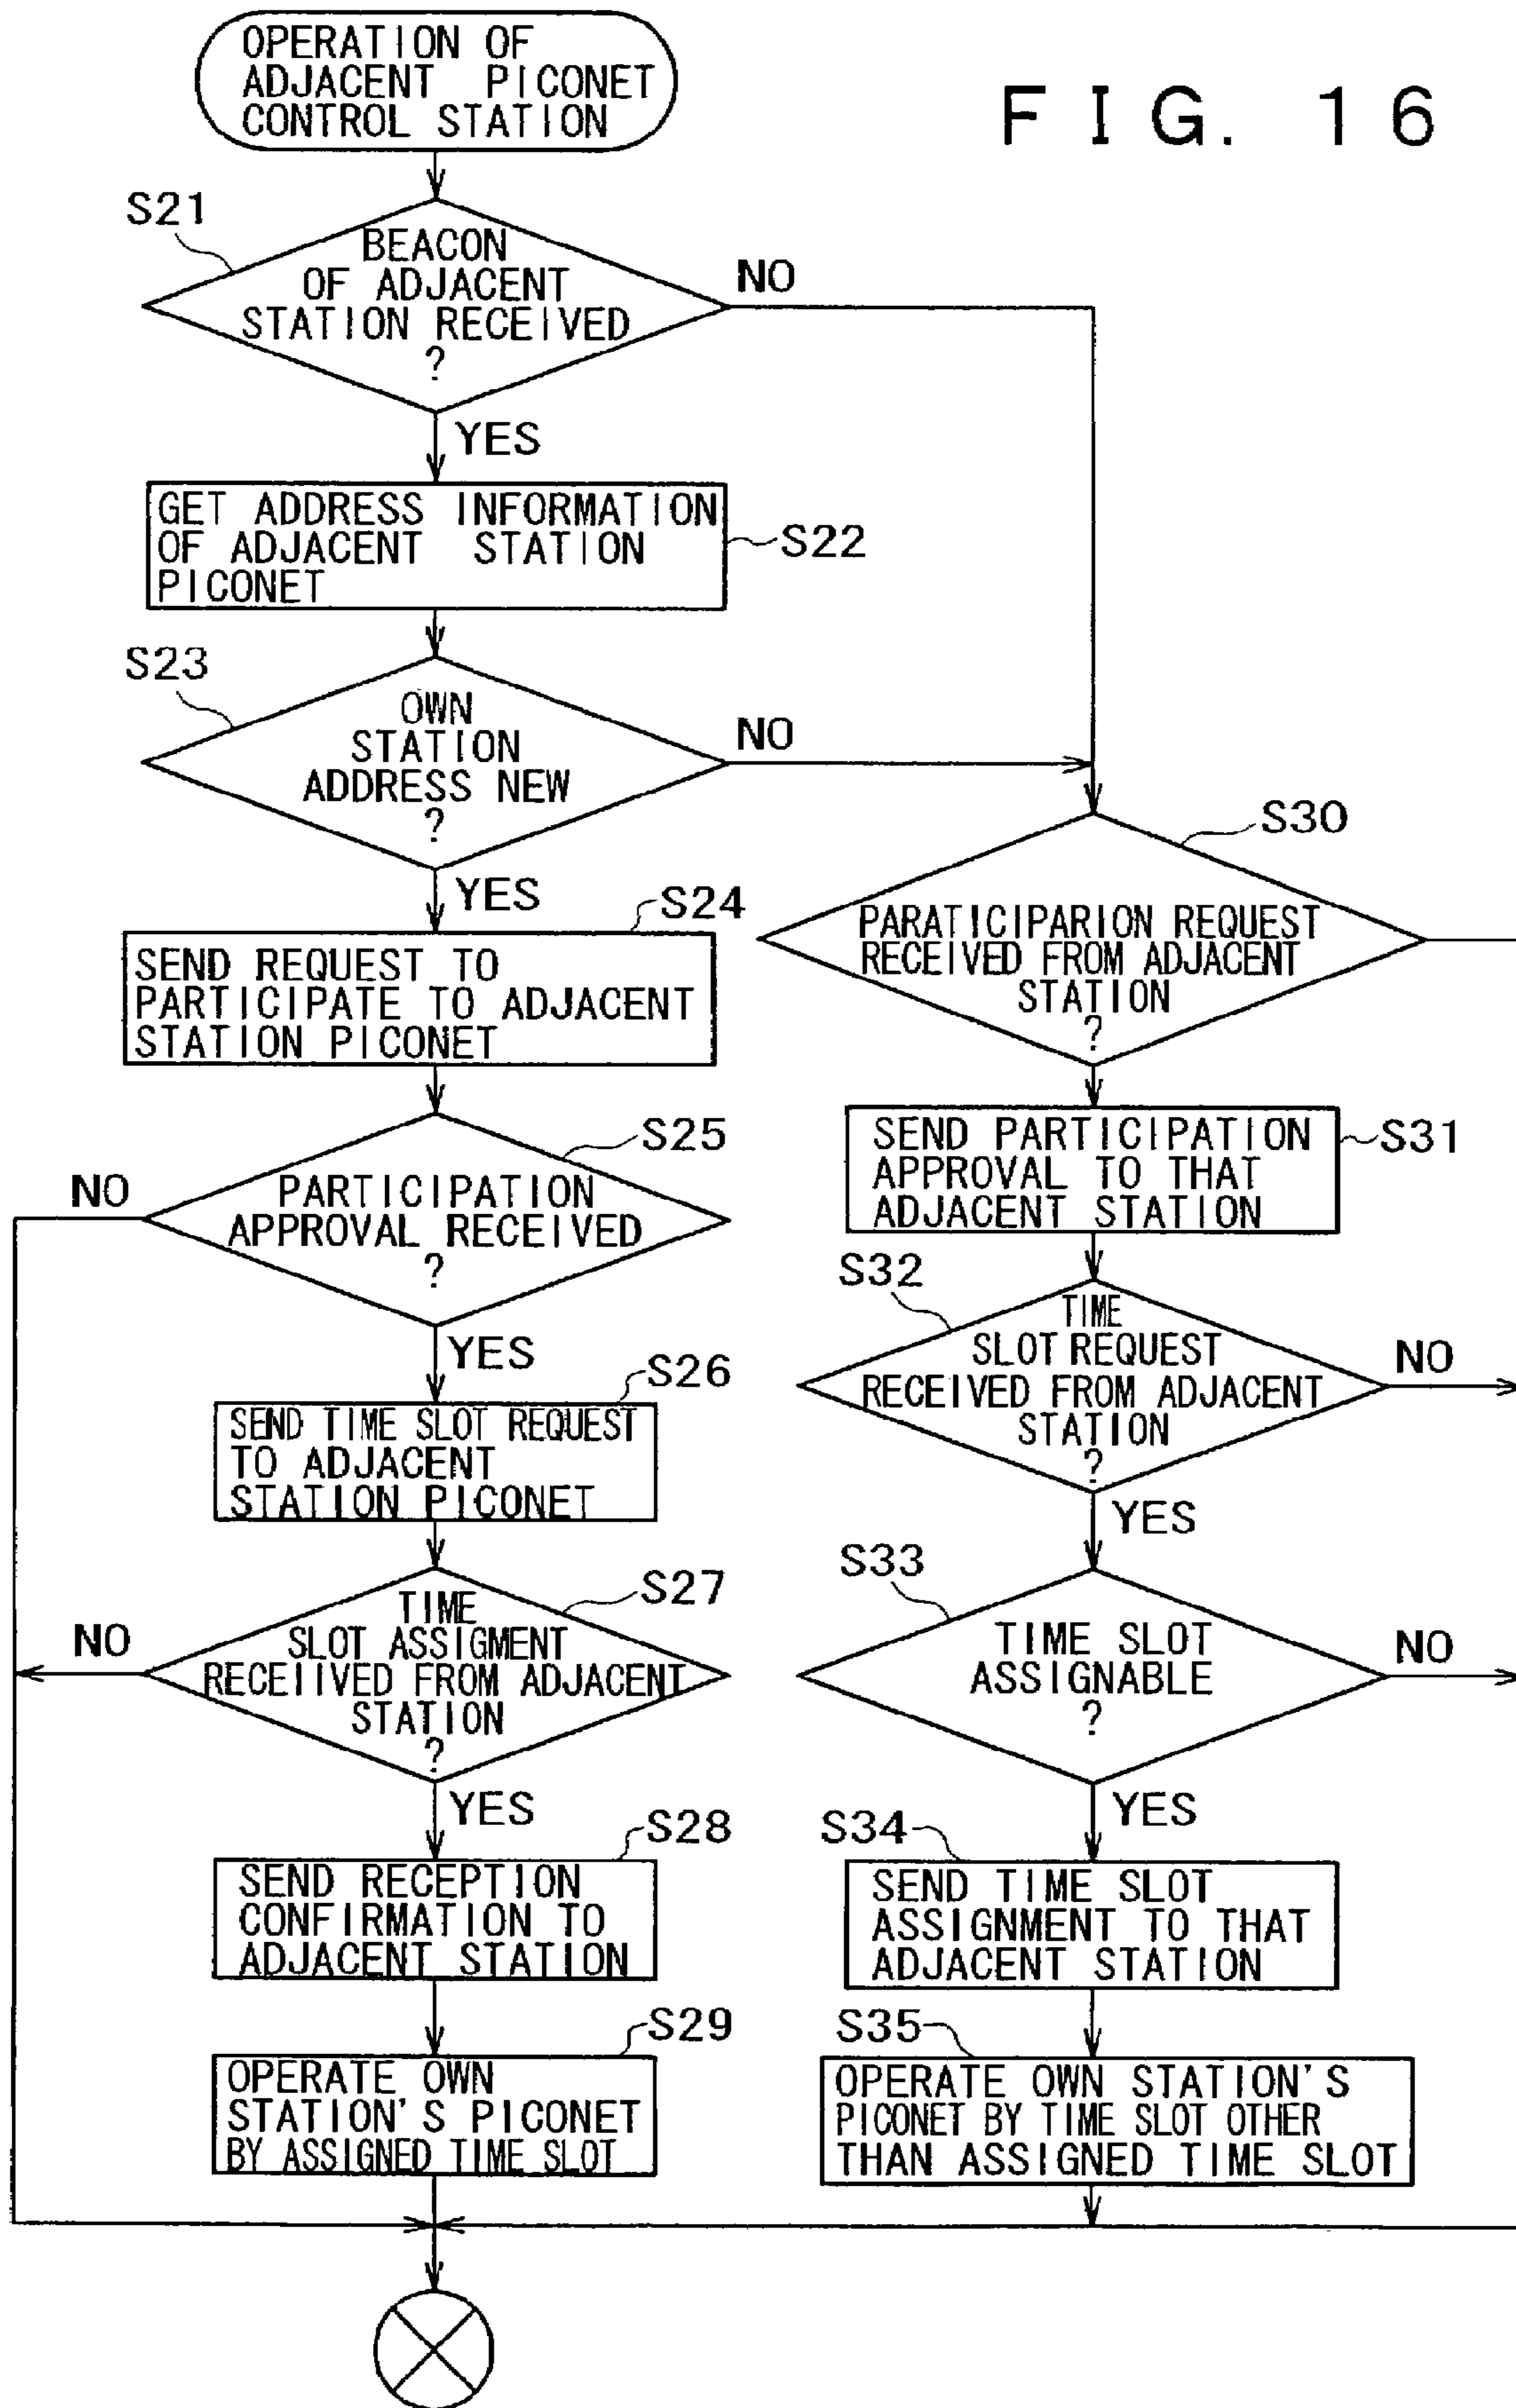 OPERATION OF
ADJACENT PICONET
CONTROL STATION
FIG. 16
S21
BEACON
OF ADJACENT
STATION RECEIVED
?
NO
YES
GET ADDRESS INFORMATION
OF ADJACENT STATION
PICONET
S22
S23
OWN
STATION
ADDRESS NEW
?
NO
YES
S24
SEND REQUEST TO
PARTICIPATE TO ADJACENT
STATION PICONET
S25
PARTICIPATION
APPROVAL RECEIVED
?
NO
YES
S26
SEND TIME SLOT REQUEST
TO ADJACENT
STATION PICONET
S27
TIME
SLOT ASSIGMENT
RECEIIVED FROM ADJACENT
STATION
?
NO
YES
S28
SEND RECEPTION
CONFIRMATION TO
ADJACENT STATION
S29
OPERATE OWN
STATION'S PICONET
BY ASSIGNED TIME SLOT
S30
PARATICIPARION REQUEST
RECEIVED FROM ADJACENT
STATION
?
SEND PARTICIPATION
APPROVAL TO THAT
ADJACENT STATION
S31
S32
TIME
SLOT REQUEST
RECEIVED FROM ADJACENT
STATION
?
NO
YES
S33
TIME SLOT
ASSIGNABLE
?
NO
YES
S34
SEND TIME SLOT
ASSIGNMENT TO THAT
ADJACENT STATION
S35
OPERATE OWN STATION'S
PICONET BY TIME SLOT OTHER
THAN ASSIGNED TIME SLOT